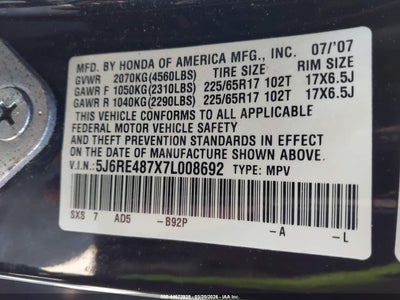 MFD. BY HONDA OF AMERICA MFG., INC. 07/'07
GVWR 2070KG(4560LBS) TIRE SIZE RIM SIZE
GAWR F 1050KG(2310LBS) 225/65R17 102T 17X6.5J
GAWR R 1040KG(2290LBS) 225/65R17 102T 17X6.5J
THIS VEHICLE CONFORMS TO ALL APPLICABLE
FEDERAL MOTOR VEHICLE SAFETY
AND THEFT PREVENTION STANDARDS IN EFFECT
ON THE DATE OF MANUFACTURE SHOWN ABOVE.
V.I.N.: 5J6RE487X7L008692 TYPE: MPV
SXS 7 AD5 -B92P -A -L